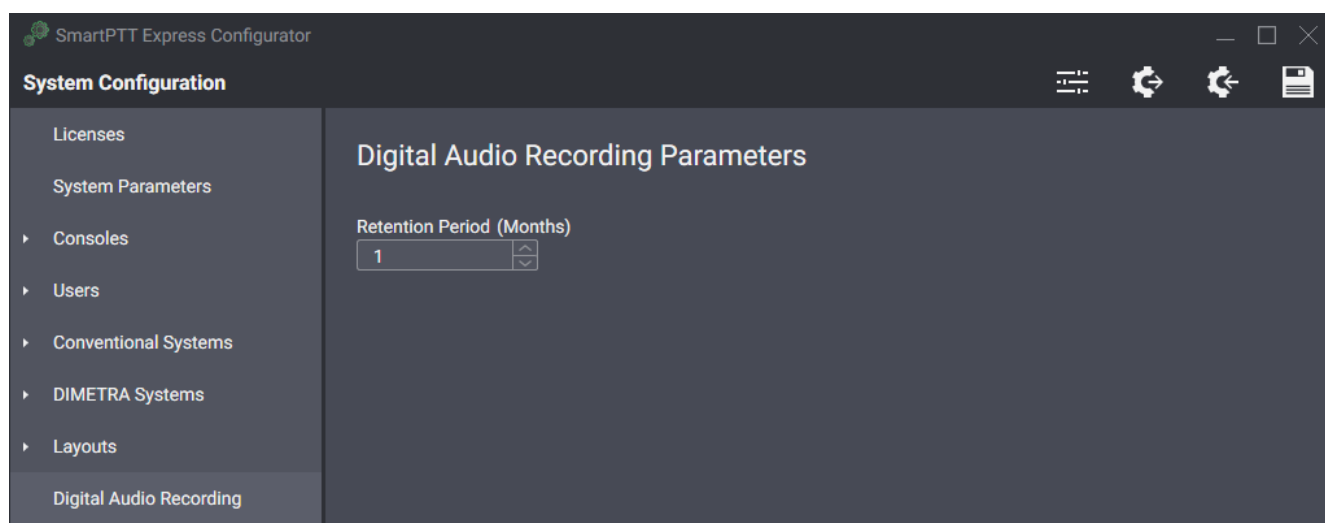 SmartPTT Express Configurator
System Configuration
Licenses
System Parameters
Consoles
Users
Conventional Systems
DIMETRA Systems
Layouts
Digital Audio Recording
Digital Audio Recording Parameters
Retention Period (Months)
1